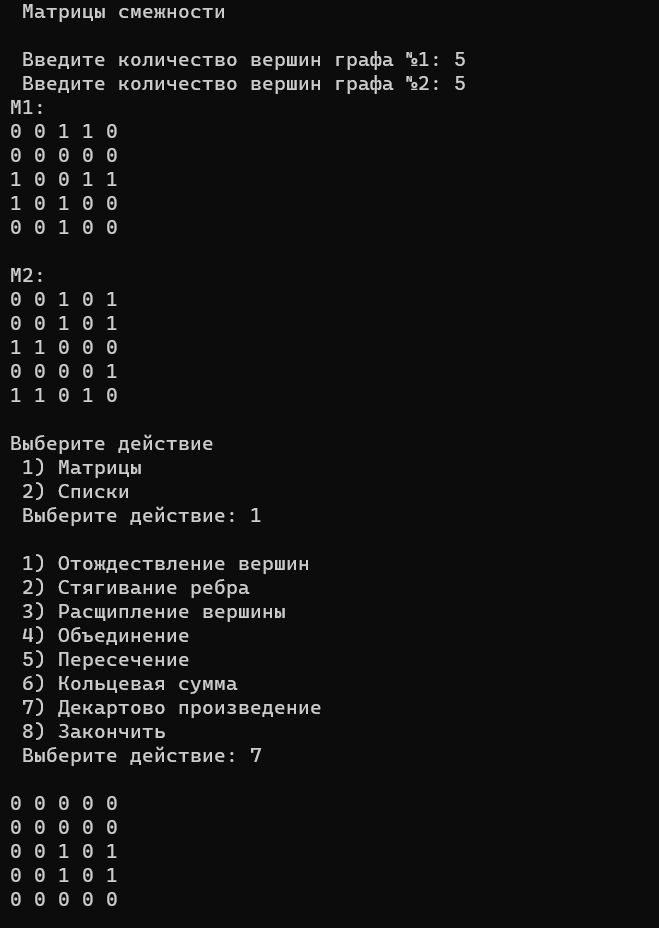 Матрицы смежности
Введите количество вершин графа №1: 5
Введите количество вершин графа №2: 5
M1:
0 0 1 1 0
0 0 0 0 0
1 0 0 1 1
1 0 1 0 0
0 0 1 0 0
M2:
0 0 1 0 1
0 0 1 0 1
1 1 0 0 0
0 0 0 0 1
1 1 0 1 0
Выберите действие
1) Матрицы
2) Списки
Выберите действие: 1
1) Отождествление вершин
2) Стягивание ребра
3) Расщипление вершины
4) Объединение
5) Пересечение
6) Кольцевая сумма
7) Декартово произведение
8) Закончить
Выберите действие: 7
0 0 0 0 0
0 0 0 0 0
0 0 1 0 1
0 0 1 0 1
0 0 0 0 0